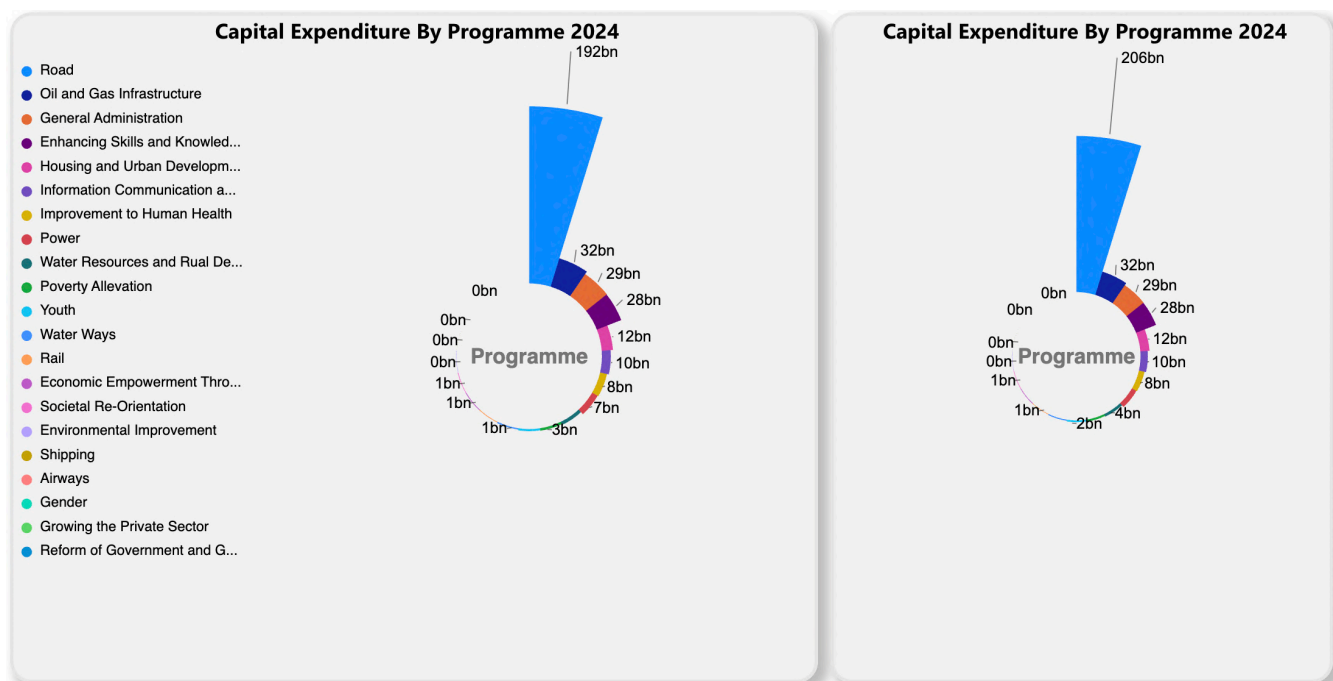 Capital Expenditure By Programme 2024
192bn
Road
Oil and Gas Infrastructure
General Administration
Enhancing Skills and Knowled...
Housing and Urban Developm...
Information Communication a...
Improvement to Human Health
Power
Water Resources and Rual De...
Poverty Allevation
Youth
Water Ways
Rail
Economic Empowerment Thro...
Societal Re-Orientation
Environmental Improvement
Shipping
Airways
Gender
Growing the Private Sector
Reform of Government and G...
32bn
29bn
28bn
12bn
10bn
8bn
7bn
3bn
1bn
1bn
1bn
0bn
0bn
0bn
0bn
Programme
Capital Expenditure By Programme 2024
206bn
32bn
29bn
28bn
12bn
10bn
8bn
4bn
2bn
1bn
1bn
0bn
0bn
0bn
0bn
Programme